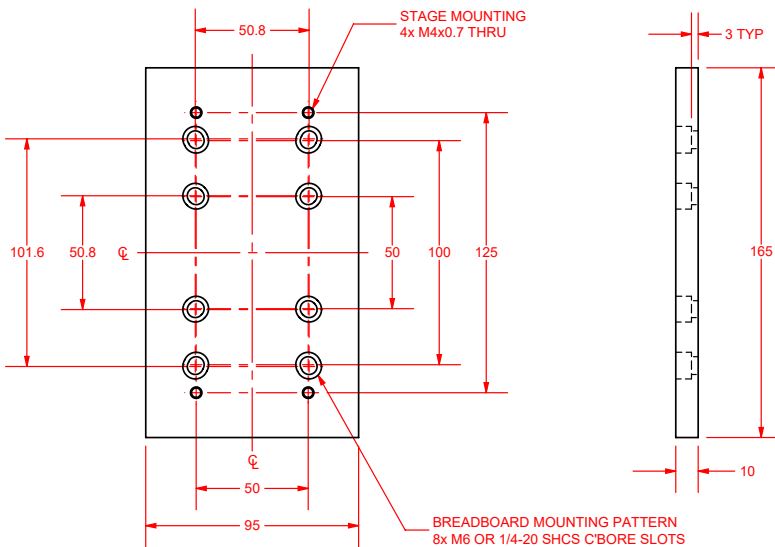 STAGE MOUNTING
4x M4x0.7 THRU
50.8
3 TYP
101.6
50.8
℄
50
100
125
165
℄
50
10
95
BREADBOARD MOUNTING PATTERN
8x M6 OR 1/4-20 SHCS C'BORE SLOTS